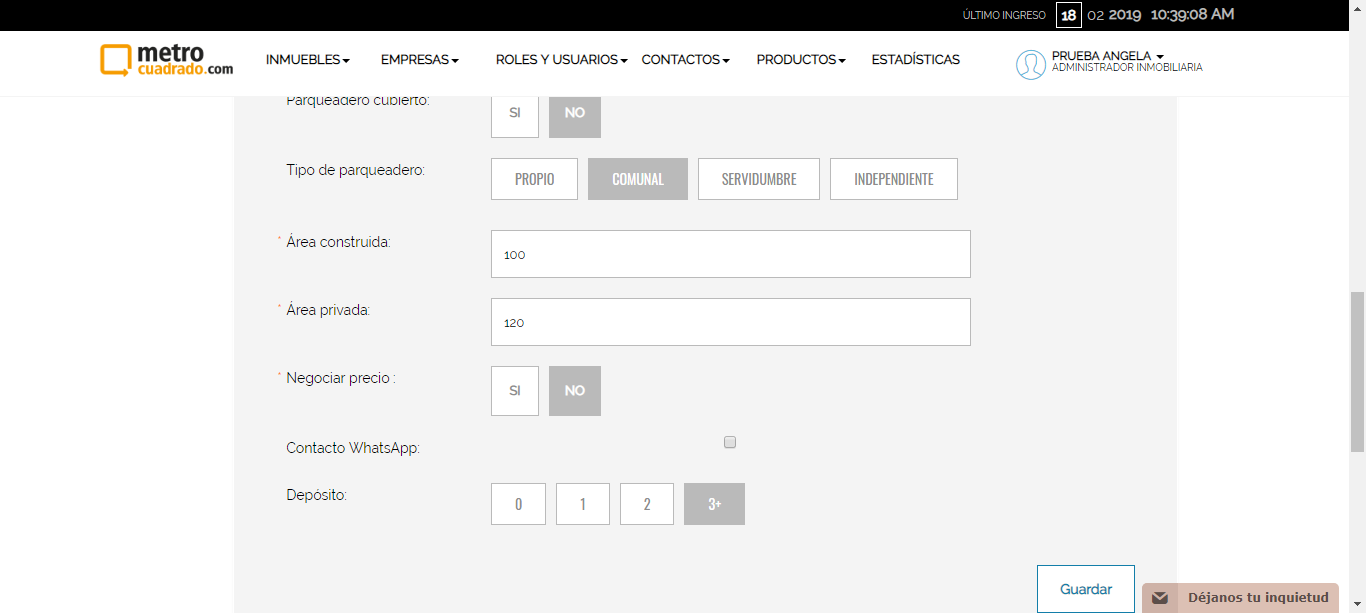 ÚLTIMO INGRESO 18 02 2019 10:39:08 AM
metro
cuadrado.com
INMUEBLES EMPRESAS ROLES Y USUARIOS CONTACTOS PRODUCTOS ESTADÍSTICAS
PRUEBA ANGELA
ADMINISTRADOR INMOBILIARIA
Parqueadero cubierto: SI NO
Tipo de parqueadero: PROPIO COMUNAL SERVIDUMBRE INDEPENDIENTE
* Área construida: 100
* Área privada: 120
* Negociar precio : SI NO
Contacto WhatsApp:
Depósito: 0 1 2 3+
Guardar
Déjanos tu inquietud